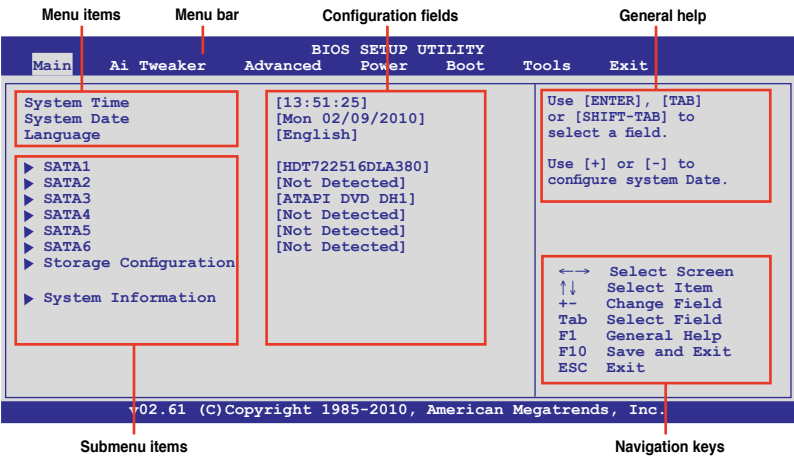 Menu items Menu bar Configuration fields General help
BIOS SETUP UTILITY
Main Ai Tweaker Advanced Power Boot Tools Exit
System Time [13:51:25]
System Date [Mon 02/09/2010]
Language [English]
▶ SATA1 [HDT722516DLA380]
▶ SATA2 [Not Detected]
▶ SATA3 [ATAPI DVD DH1]
▶ SATA4 [Not Detected]
▶ SATA5 [Not Detected]
▶ SATA6 [Not Detected]
▶ Storage Configuration
▶ System Information
Use [ENTER], [TAB]
or [SHIFT-TAB] to
select a field.
Use [+] or [-] to
configure system Date.
←→ Select Screen
↑↓ Select Item
+- Change Field
Tab Select Field
F1 General Help
F10 Save and Exit
ESC Exit
v02.61 (C)Copyright 1985-2010, American Megatrends, Inc.
Submenu items Navigation keys